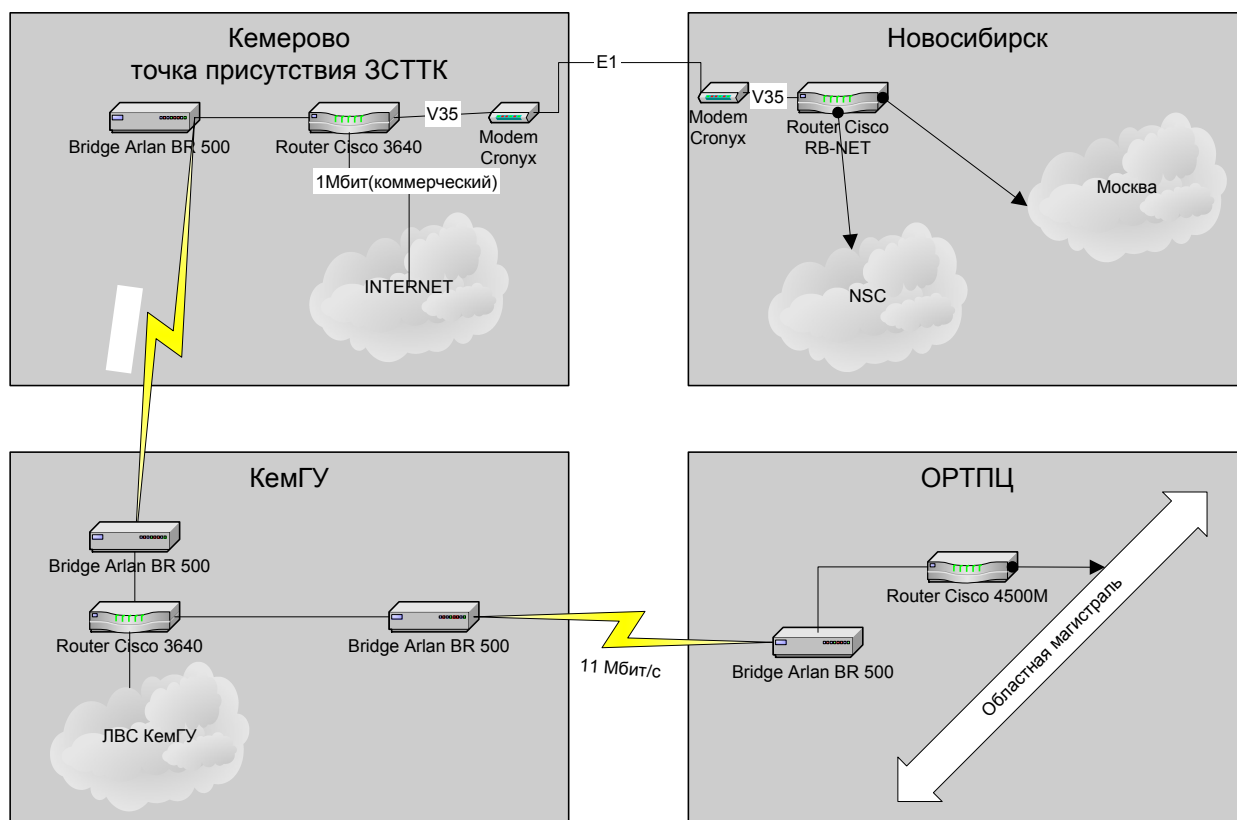 Кемерово
точка присутствия ЗСТТК
Bridge Arlan BR 500
Router Cisco 3640
V35
Modem
Cronyx
1Мбит(коммерческий)
INTERNET
E1
Новосибирск
Modem
Cronyx
V35
Router Cisco
RB-NET
Москва
NSC
КемГУ
Bridge Arlan BR 500
Router Cisco 3640
Bridge Arlan BR 500
ЛВС КемГУ
11 Мбит/с
ОРТПЦ
Router Cisco 4500M
Bridge Arlan BR 500
Областная магистраль